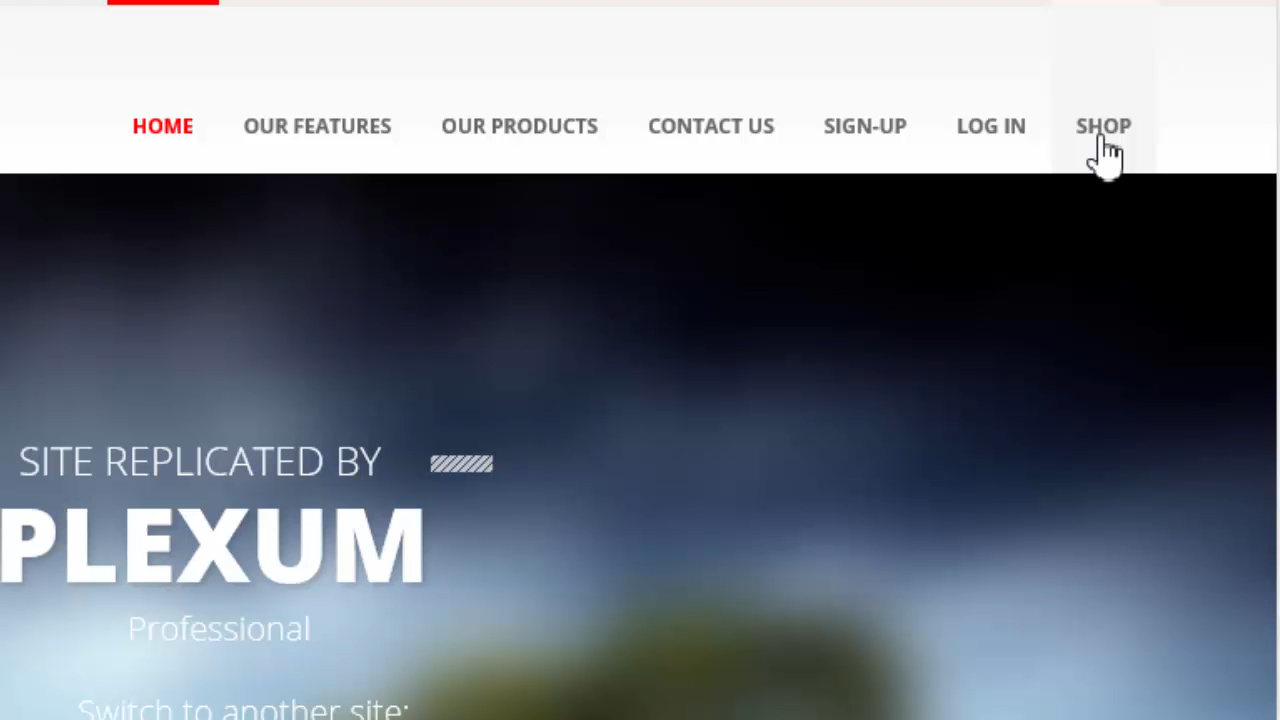 HOME OUR FEATURES OUR PRODUCTS CONTACT US SIGN-UP LOG IN SHOP
SITE REPLICATED BY
PLEXUM
Professional
Switch to another site: